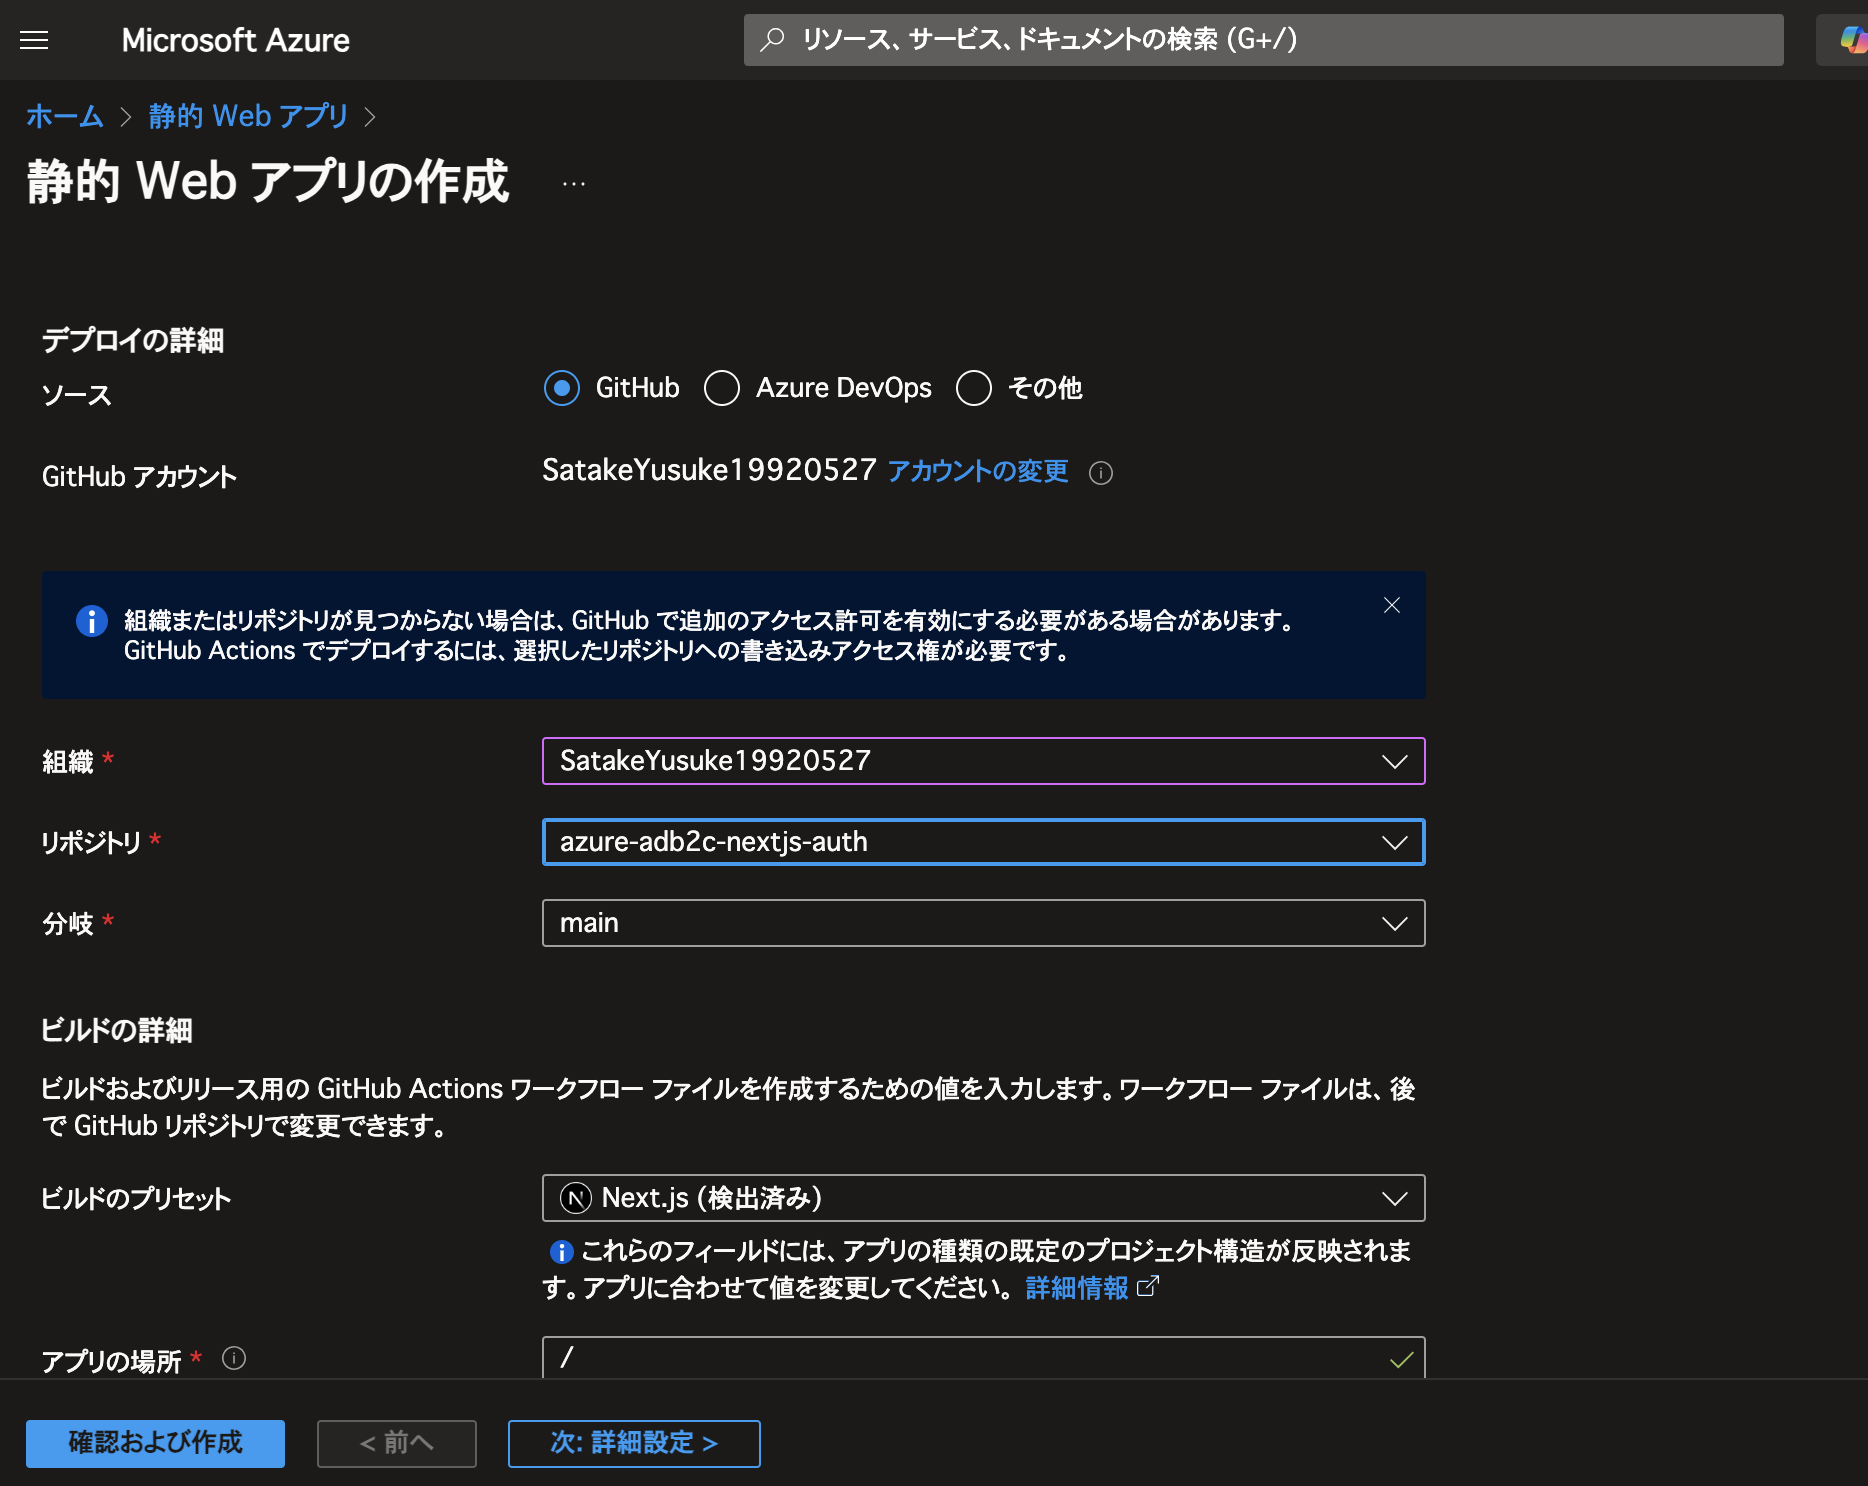 Microsoft Azure
リソース、サービス、ドキュメントの検索 (G+/)
ホーム > 静的 Web アプリ >
静的 Web アプリの作成 …
デプロイの詳細
ソース
GitHub Azure DevOps その他
GitHub アカウント
SatakeYusuke19920527 アカウントの変更
組織またはリポジトリが見つからない場合は、GitHub で追加のアクセス許可を有効にする必要がある場合があります。
GitHub Actions でデプロイするには、選択したリポジトリへの書き込みアクセス権が必要です。
組織 *
SatakeYusuke19920527
リポジトリ *
azure-adb2c-nextjs-auth
分岐 *
main
ビルドの詳細
ビルドおよびリリース用の GitHub Actions ワークフロー ファイルを作成するための値を入力します。ワークフロー ファイルは、後
で GitHub リポジトリで変更できます。
ビルドのプリセット
N Next.js (検出済み)
これらのフィールドには、アプリの種類の既定のプロジェクト構造が反映されま
す。アプリに合わせて値を変更してください。 詳細情報
アプリの場所 *
/
確認および作成
< 前へ
次: 詳細設定 >